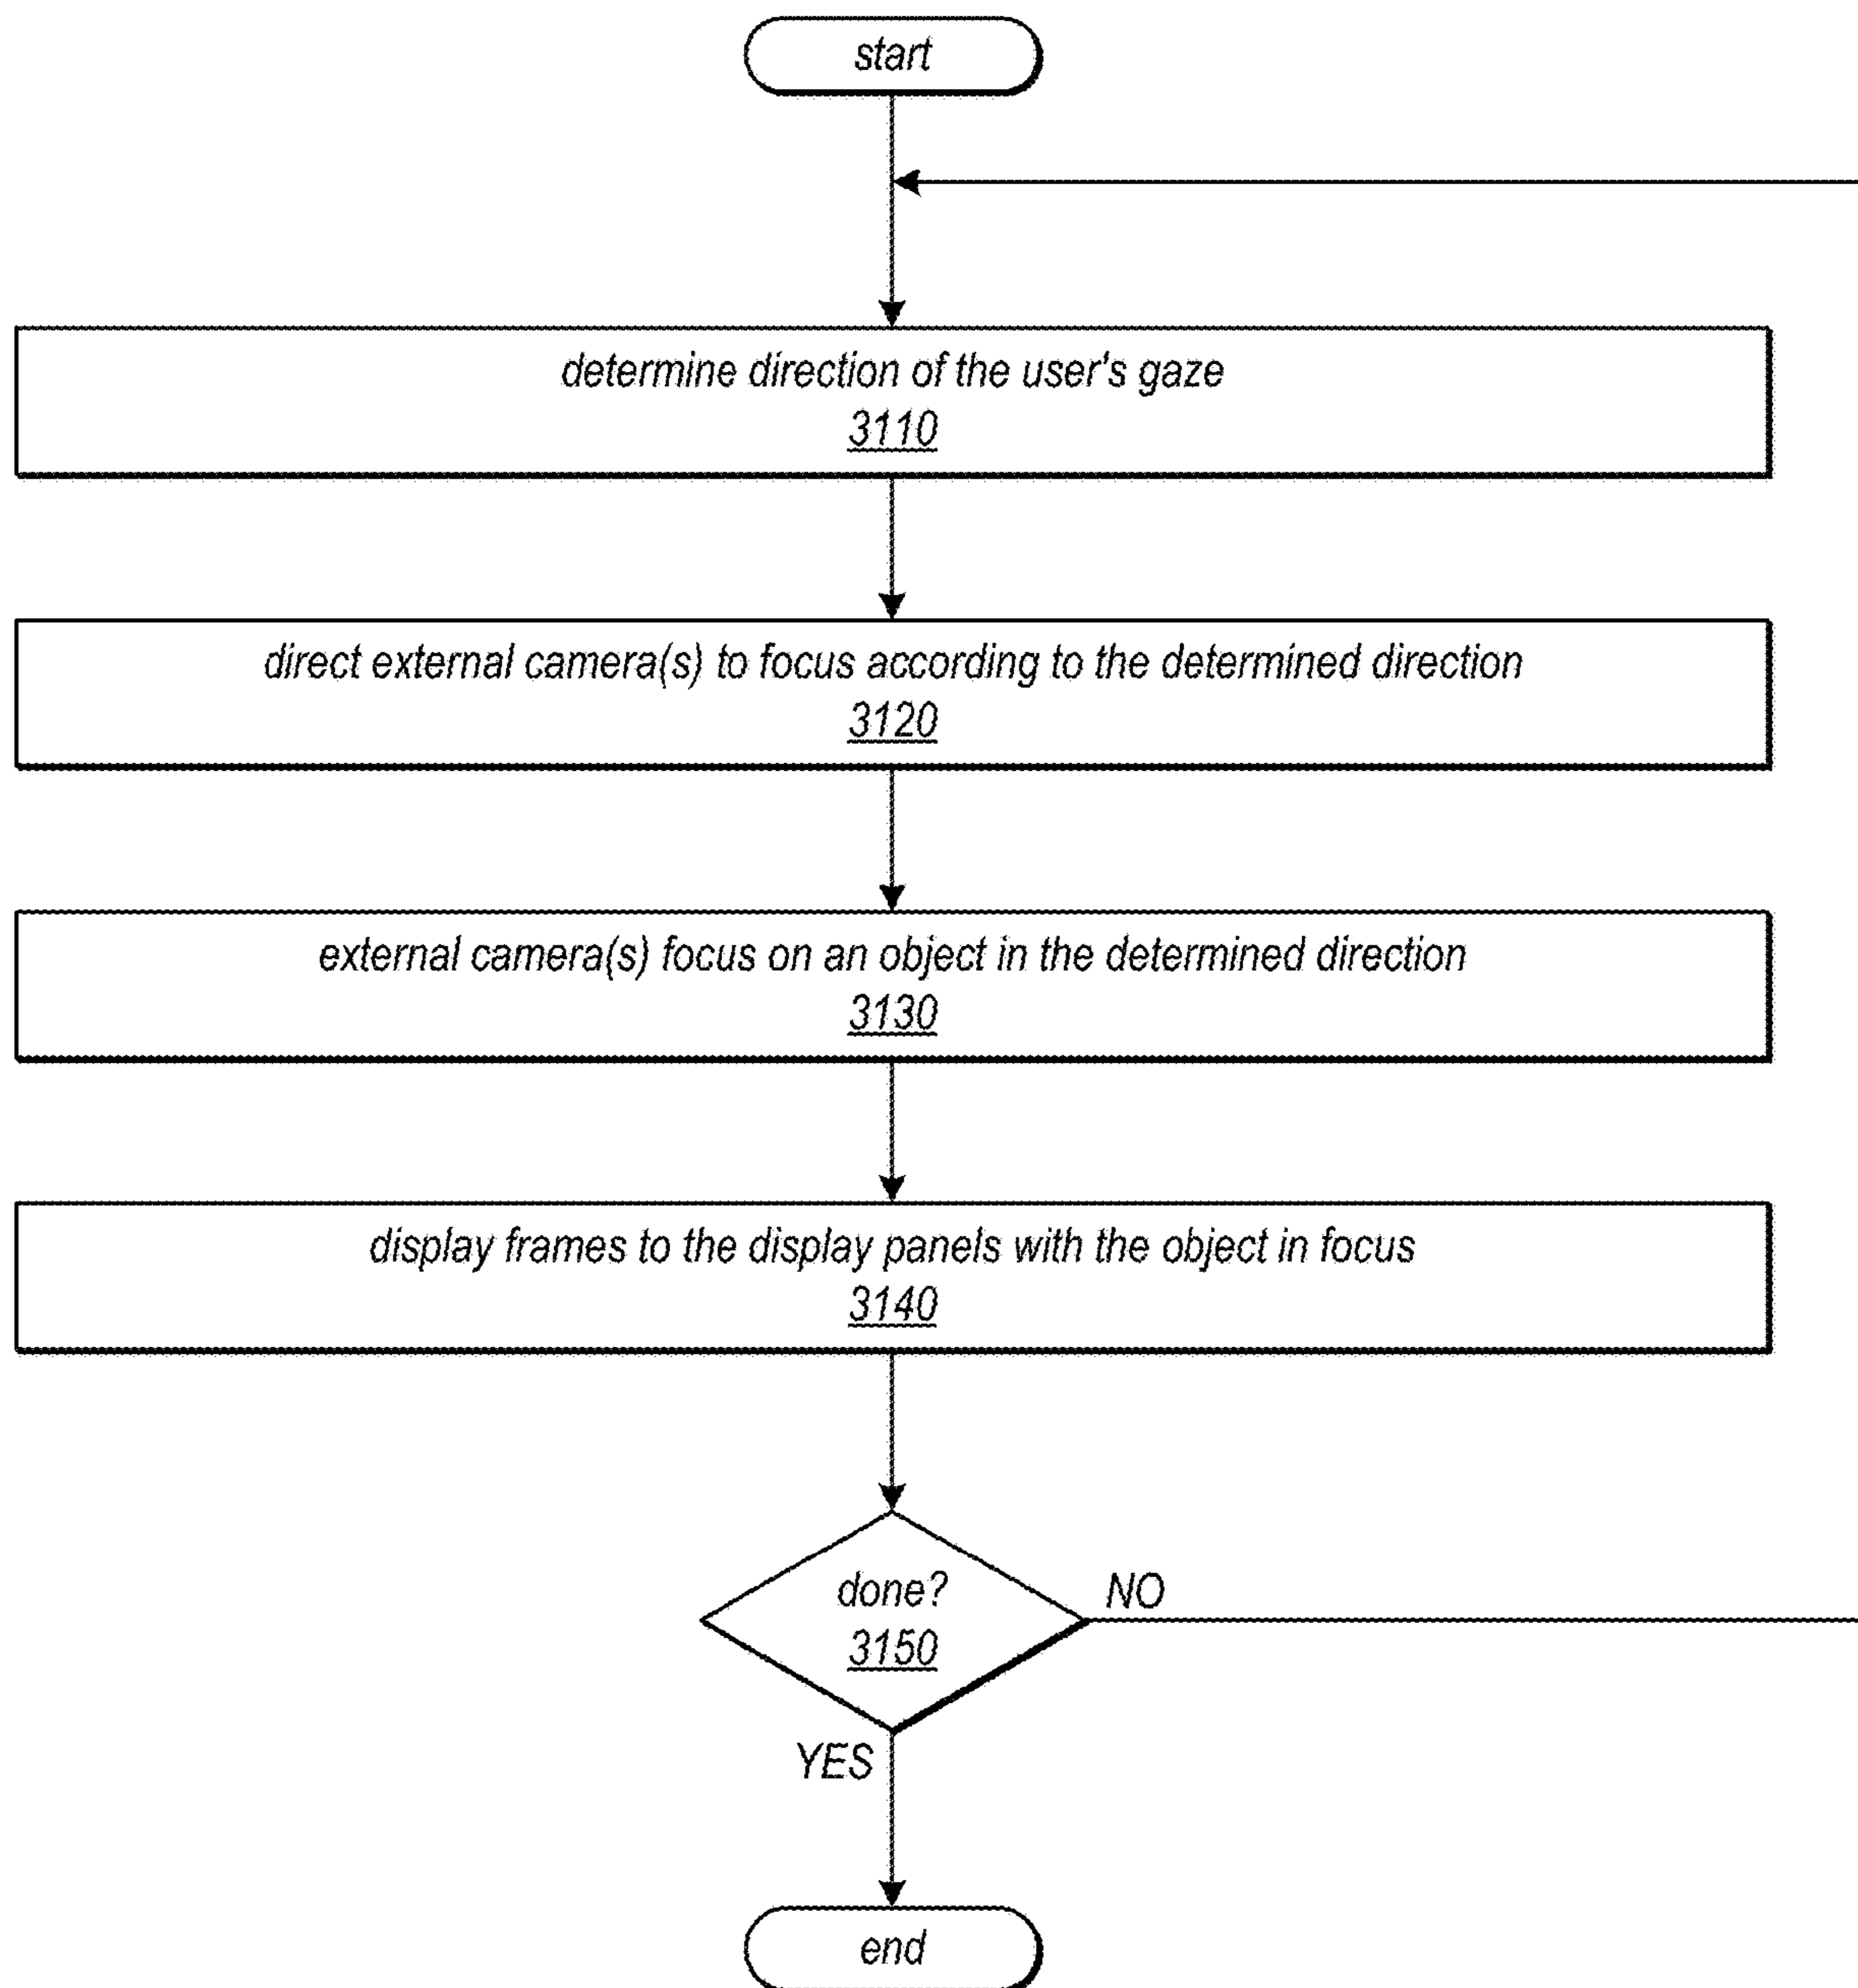 start
determine direction of the user's gaze
3110
direct external camera(s) to focus according to the determined direction
3120
external camera(s) focus on an object in the determined direction
3130
display frames to the display panels with the object in focus
3140
done?
NO
3150
YES
end